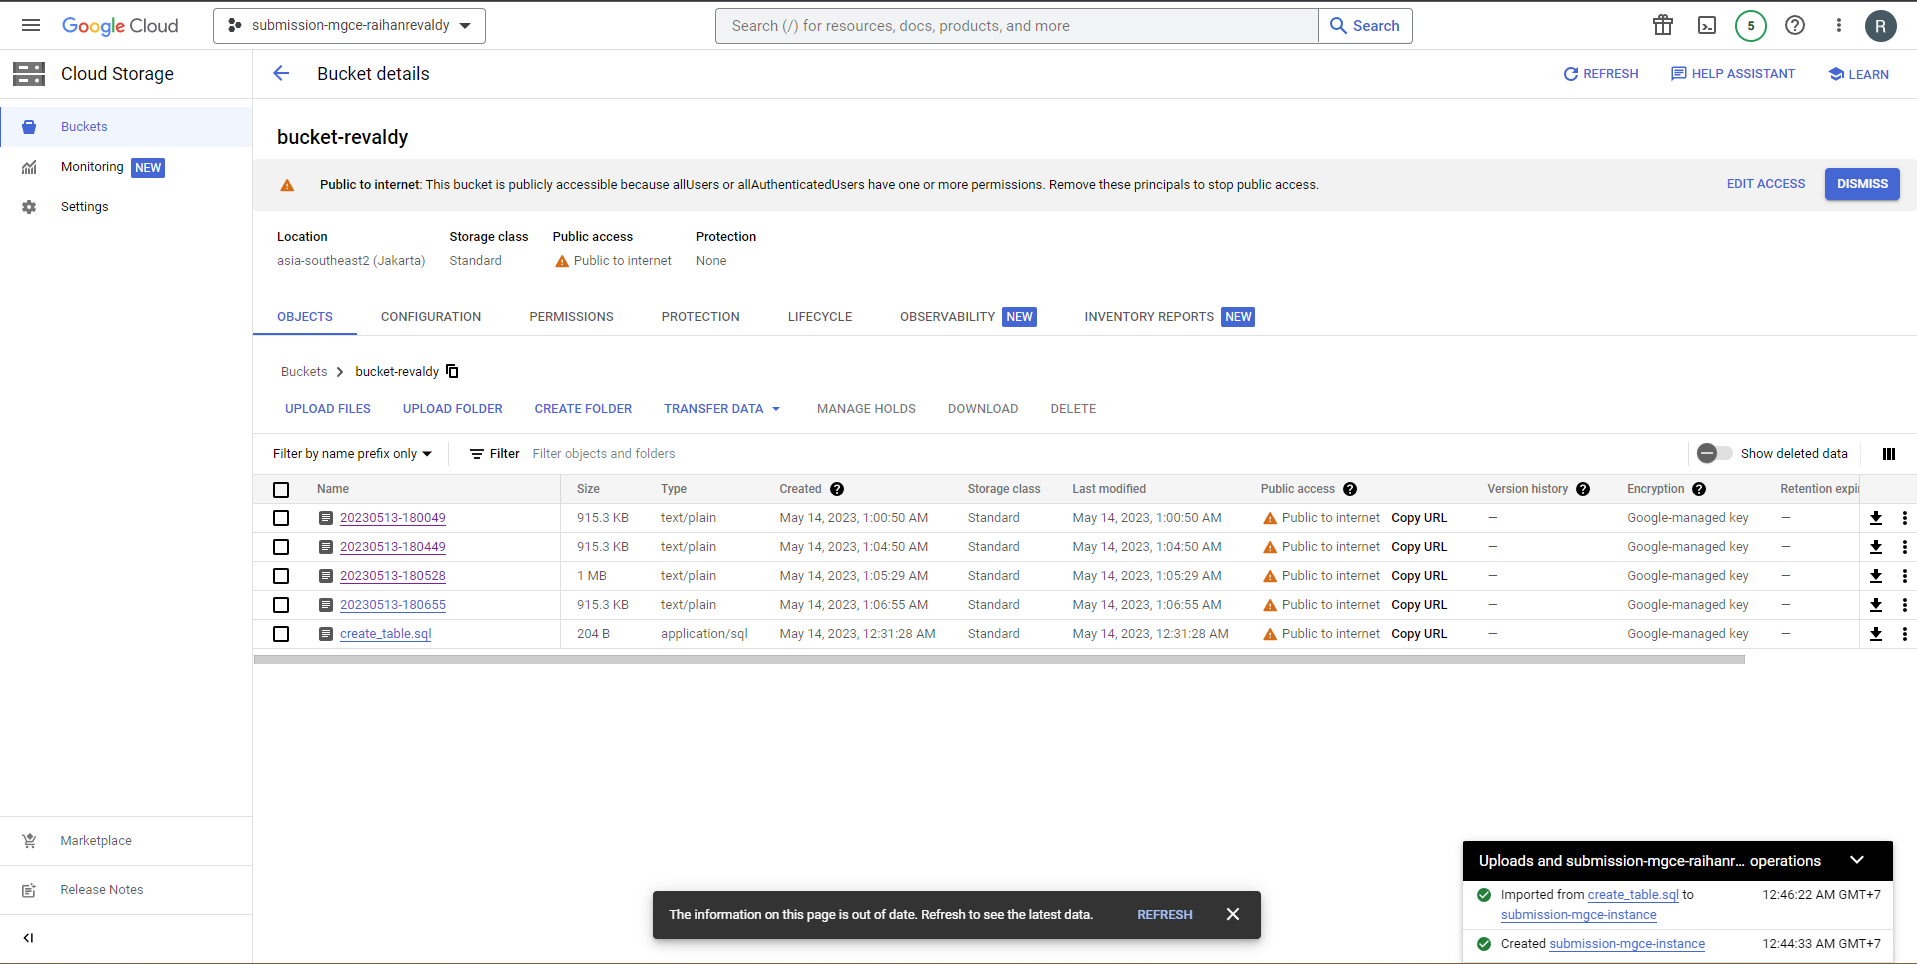 Google Cloud
submission-mgce-raihanrevaldy
Search (/) for resources, docs, products, and more
Search
5
R
Cloud Storage
Bucket details
REFRESH
HELP ASSISTANT
LEARN
Buckets
Monitoring NEW
Settings
bucket-revaldy
Public to internet: This bucket is publicly accessible because allUsers or allAuthenticatedUsers have one or more permissions. Remove these principals to stop public access.
EDIT ACCESS
DISMISS
Location Storage class Public access Protection
asia-southeast2 (Jakarta) Standard Public to internet None
OBJECTS CONFIGURATION PERMISSIONS PROTECTION LIFECYCLE OBSERVABILITY NEW INVENTORY REPORTS NEW
Buckets bucket-revaldy
UPLOAD FILES UPLOAD FOLDER CREATE FOLDER TRANSFER DATA MANAGE HOLDS DOWNLOAD DELETE
Filter by name prefix only Filter Filter objects and folders Show deleted data
Name Size Type Created Storage class Last modified Public access Version history Encryption Retention expi
20230513-180049 915.3 KB text/plain May 14, 2023, 1:00:50 AM Standard May 14, 2023, 1:00:50 AM Public to internet Copy URL — Google-managed key —
20230513-180449 915.3 KB text/plain May 14, 2023, 1:04:50 AM Standard May 14, 2023, 1:04:50 AM Public to internet Copy URL — Google-managed key —
20230513-180528 1 MB text/plain May 14, 2023, 1:05:29 AM Standard May 14, 2023, 1:05:29 AM Public to internet Copy URL — Google-managed key —
20230513-180655 915.3 KB text/plain May 14, 2023, 1:06:55 AM Standard May 14, 2023, 1:06:55 AM Public to internet Copy URL — Google-managed key —
create_table.sql 204 B application/sql May 14, 2023, 12:31:28 AM Standard May 14, 2023, 12:31:28 AM Public to internet Copy URL — Google-managed key —
Marketplace
Release Notes
The information on this page is out of date. Refresh to see the latest data. REFRESH
Uploads and submission-mgce-raihanr... operations
Imported from create_table.sql to 12:46:22 AM GMT+7
submission-mgce-instance
Created submission-mgce-instance 12:44:33 AM GMT+7